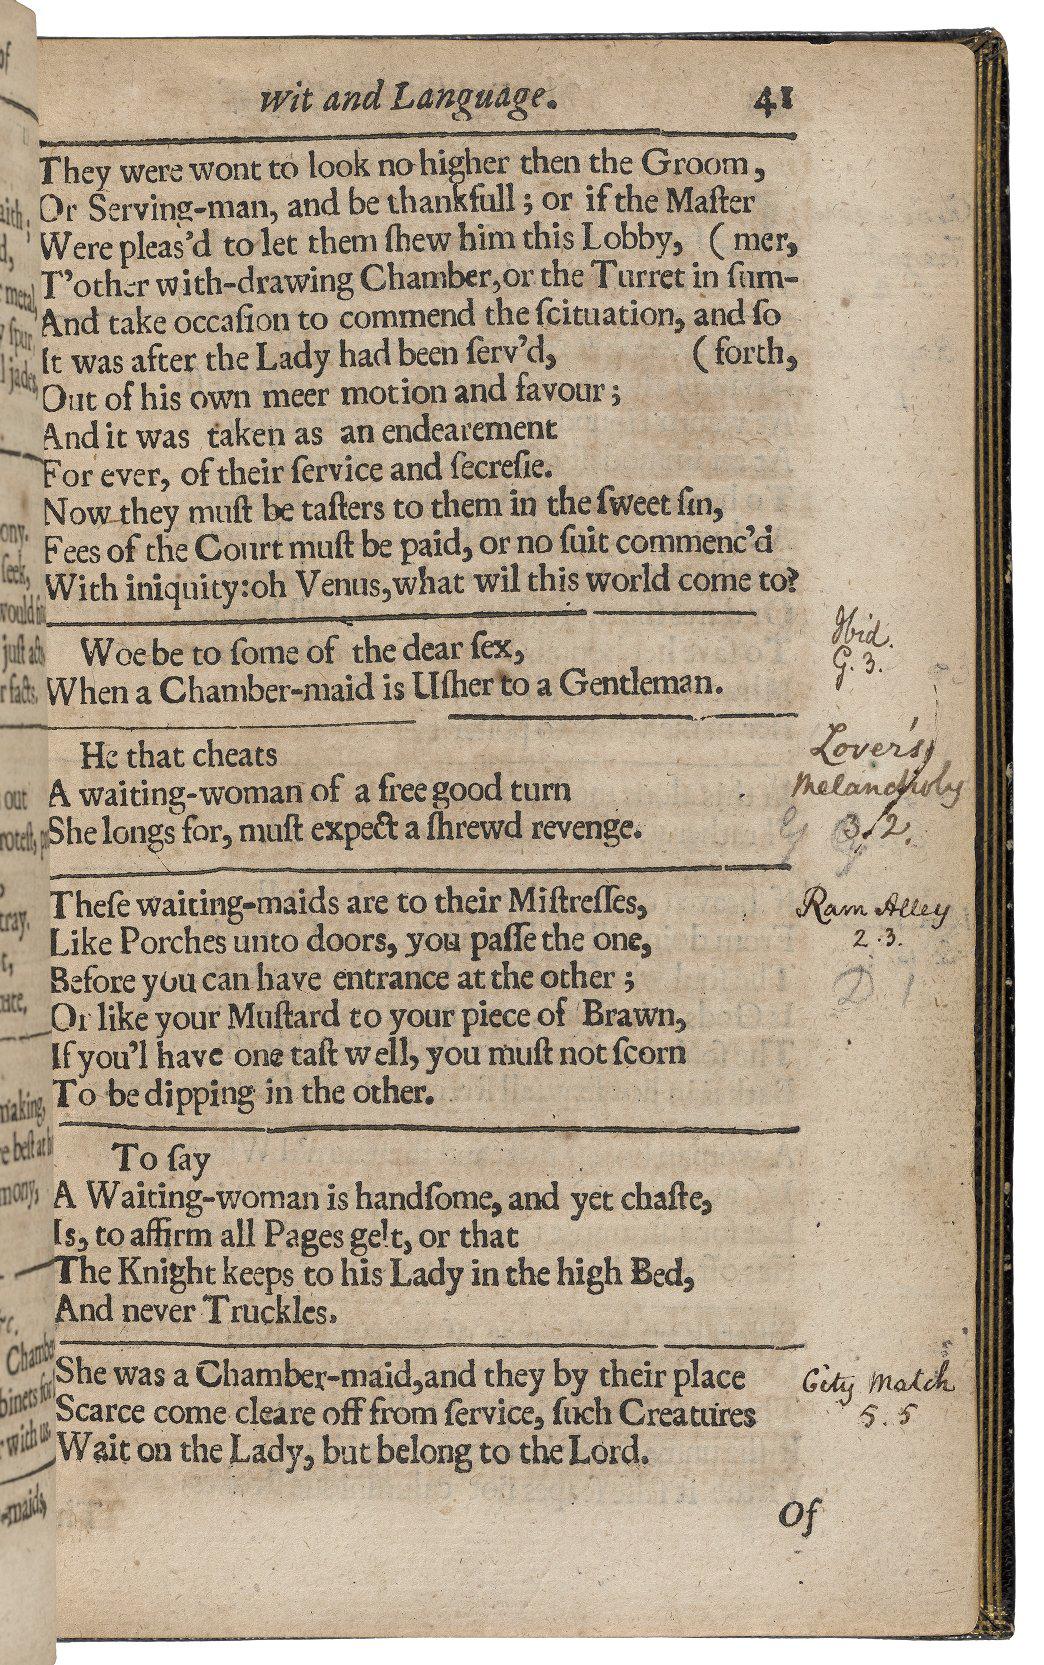 Wit and Language. 41
They were wont to look no higher then the Groom,
Or Serving-man, and be thankfull; or if the Maſter
Were pleas'd to let them ſhew him this Lobby, (mer,
T'other with-drawing Chamber, or the Turret in ſum-
And take occaſion to commend the ſcituation, and ſo
It was after the Lady had been ſerv'd, (forth,
Out of his own meer motion and favour;
And it was taken as an endearement
For ever, of their ſervice and ſecreſie.
Now they muſt be taſters to them in the ſweet ſin,
Fees of the Court muſt be paid, or no ſuit commenc'd
With iniquity: oh Venus, what wil this world come to?
Ibid.
G. 3.
Woe be to ſome of the dear ſex,
When a Chamber-maid is Uſher to a Gentleman.
Lover's
Melancholy
3. 2.
He that cheats
A waiting-woman of a free good turn
She longs for, muſt expect a ſhrewd revenge.
Ram Alley
2. 3.
D 1
Theſe waiting-maids are to their Miſtreſſes,
Like Porches unto doors, you paſſe the one,
Before you can have entrance at the other;
Or like your Muſtard to your piece of Brawn,
If you'l have one taſt well, you muſt not ſcorn
To be dipping in the other.
To ſay
A Waiting-woman is handſome, and yet chaſte,
Is, to affirm all Pages gelt, or that
The Knight keeps to his Lady in the high Bed,
And never Truckles.
City Match
5. 5
She was a Chamber-maid, and they by their place
Scarce come cleare off from ſervice, ſuch Creatures
Wait on the Lady, but belong to the Lord.
Of